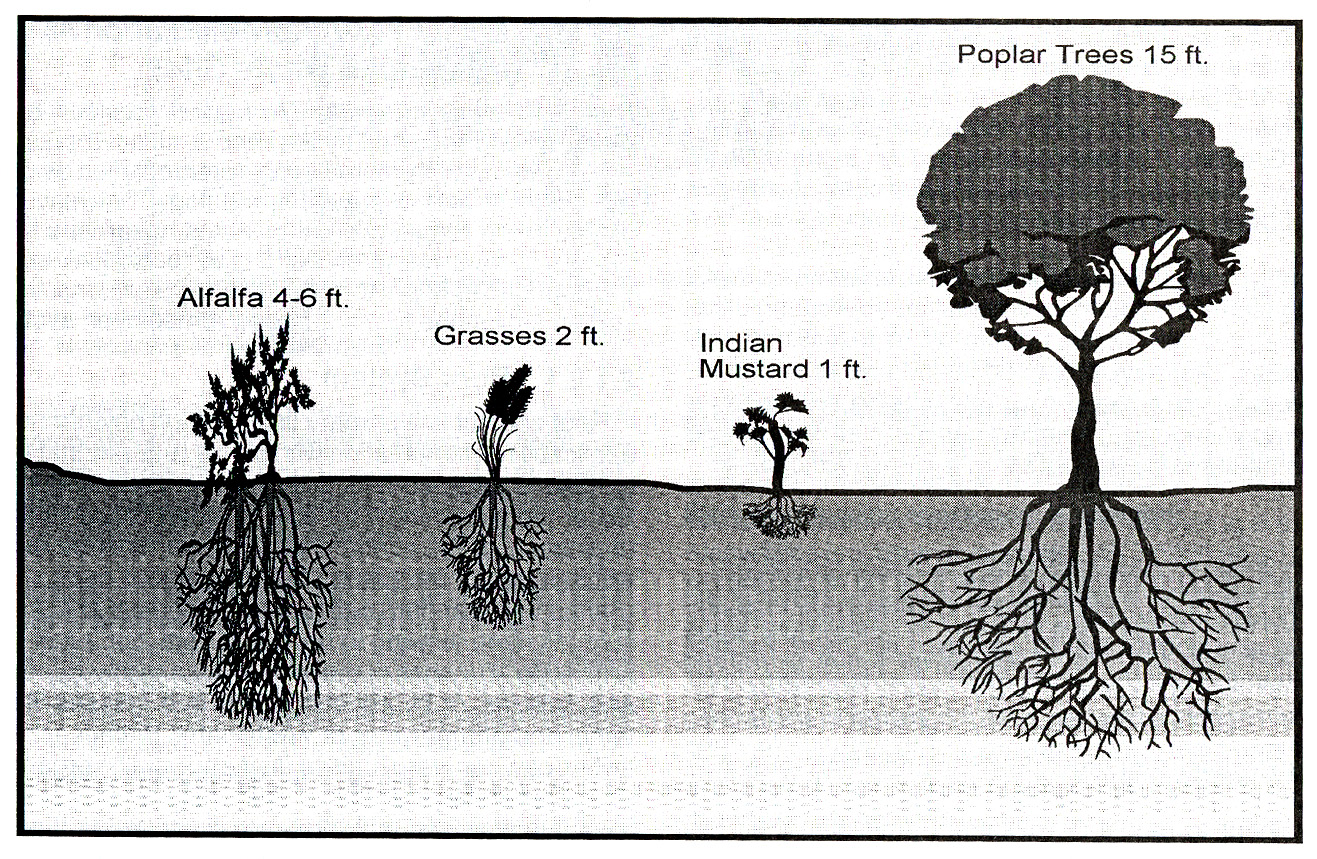 Poplar Trees 15 ft.
Alfalfa 4-6 ft.
Grasses 2 ft.
Indian
Mustard 1 ft.